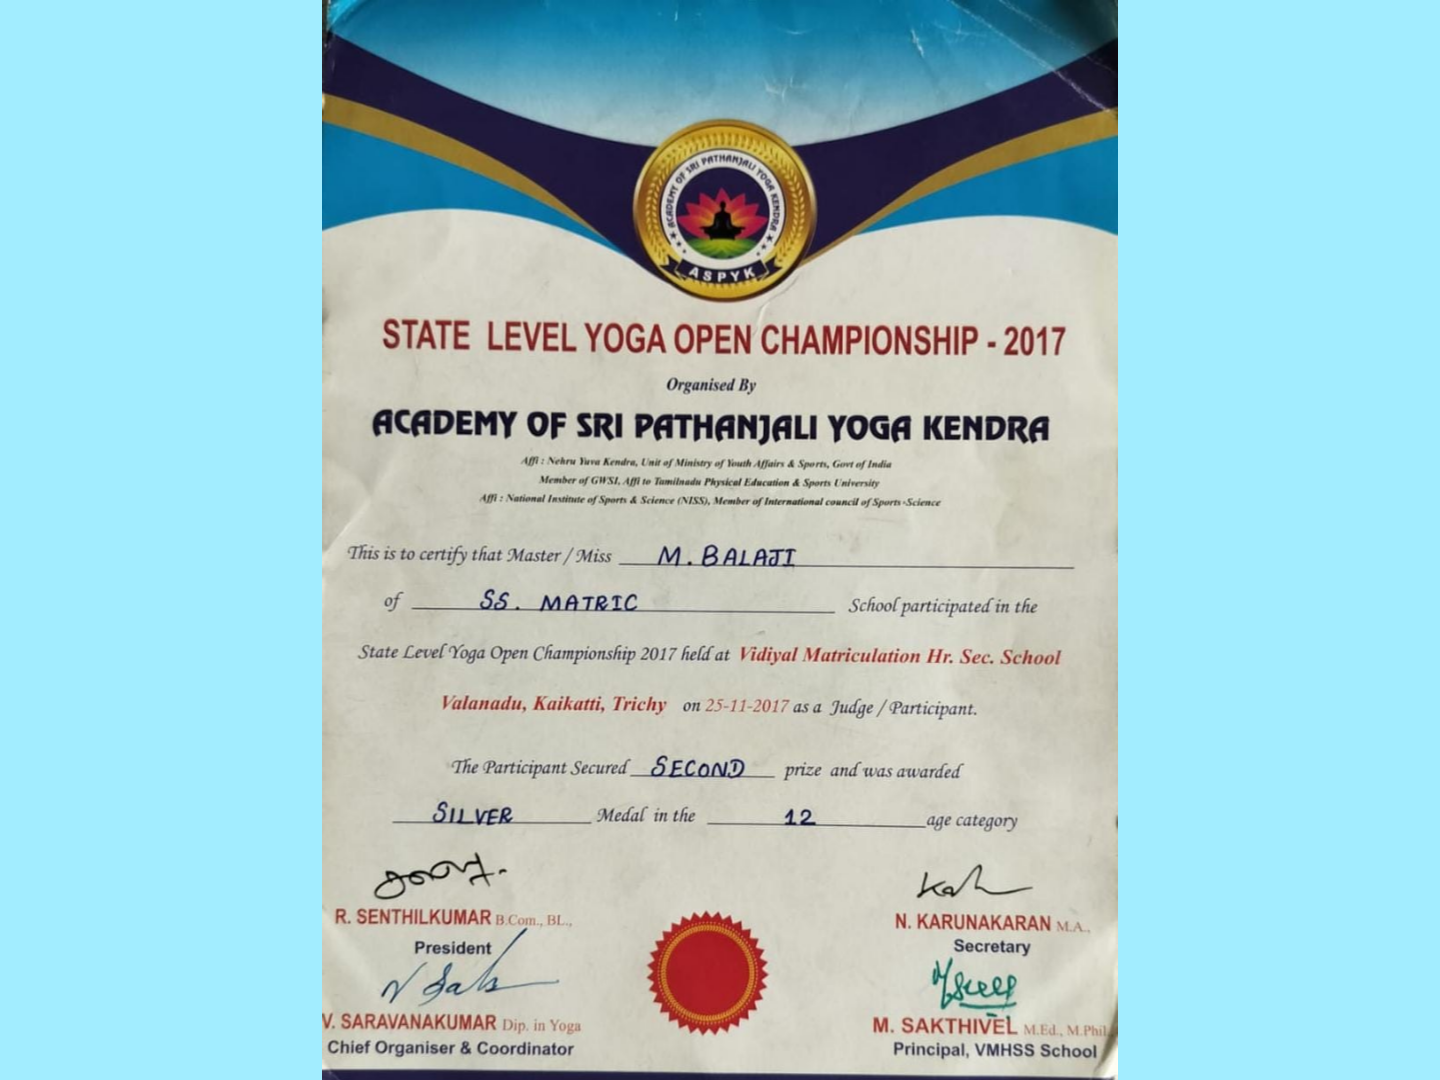 ACADEMY OF SRI PATHANJALI YOGA KENDRA
ASPYK
STATE LEVEL YOGA OPEN CHAMPIONSHIP - 2017
Organised By
ACADEMY OF SRI PATHANJALI YOGA KENDRA
Affi : Nehru Yuva Kendra, Unit of Ministry of Youth Affairs & Sports, Govt of India
Member of GWSI, Affi to Tamilnadu Physical Education & Sports University
Affi : National Institute of Sports & Science (NISS), Member of International council of Sports-Science
This is to certify that Master / Miss M. BALAJI
of SS. MATRIC School participated in the
State Level Yoga Open Championship 2017 held at Vidiyal Matriculation Hr. Sec. School
Valanadu, Kaikatti, Trichy on 25-11-2017 as a Judge / Participant.
The Participant Secured SECOND prize and was awarded
SILVER Medal in the 12 age category
R. SENTHILKUMAR B.Com., BL.,
President
N. KARUNAKARAN M.A.,
Secretary
V. SARAVANAKUMAR Dip. in Yoga
Chief Organiser & Coordinator
M. SAKTHIVEL M.Ed., M.Phil
Principal, VMHSS School